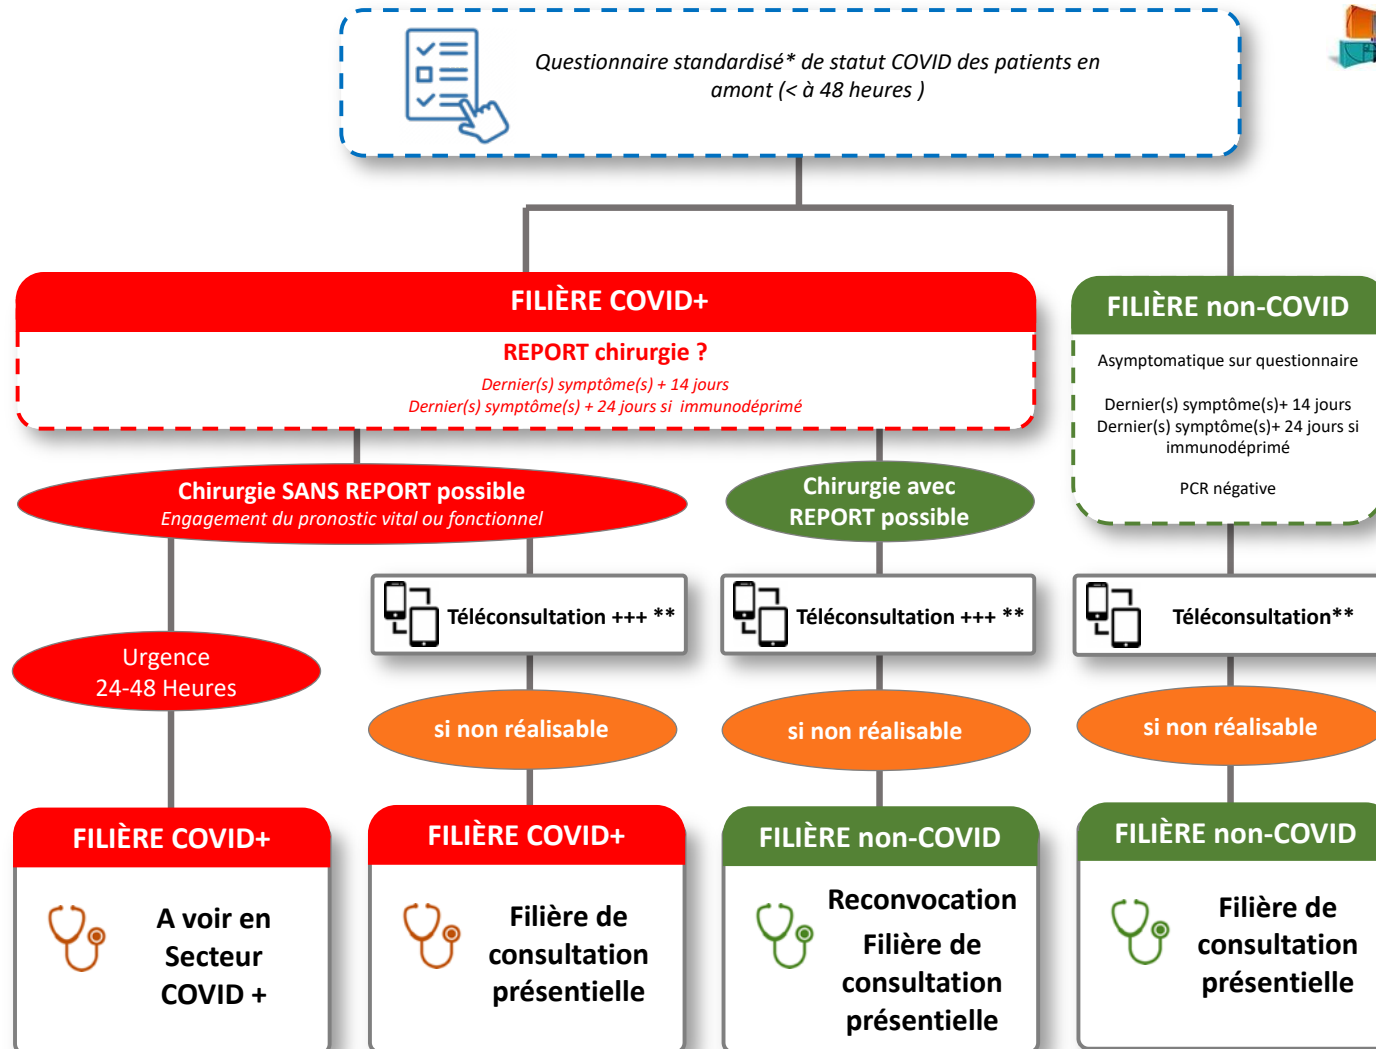 Questionnaire standardisé* de statut COVID des patients en
amont (< à 48 heures )
FILIÈRE COVID+
REPORT chirurgie ?
Dernier(s) symptôme(s) + 14 jours
Dernier(s) symptôme(s) + 24 jours si immunodéprimé
FILIÈRE non-COVID
Asymptomatique sur questionnaire
Dernier(s) symptôme(s)+ 14 jours
Dernier(s) symptôme(s)+ 24 jours si
immunodéprimé
PCR négative
Chirurgie SANS REPORT possible
Engagement du pronostic vital ou fonctionnel
Chirurgie avec
REPORT possible
Téléconsultation +++ **
Téléconsultation +++ **
Téléconsultation**
Urgence
24-48 Heures
si non réalisable
si non réalisable
si non réalisable
FILIÈRE COVID+
A voir en
Secteur
COVID +
FILIÈRE COVID+
Filière de
consultation
présentielle
FILIÈRE non-COVID
Reconvocation
Filière de
consultation
présentielle
FILIÈRE non-COVID
Filière de
consultation
présentielle